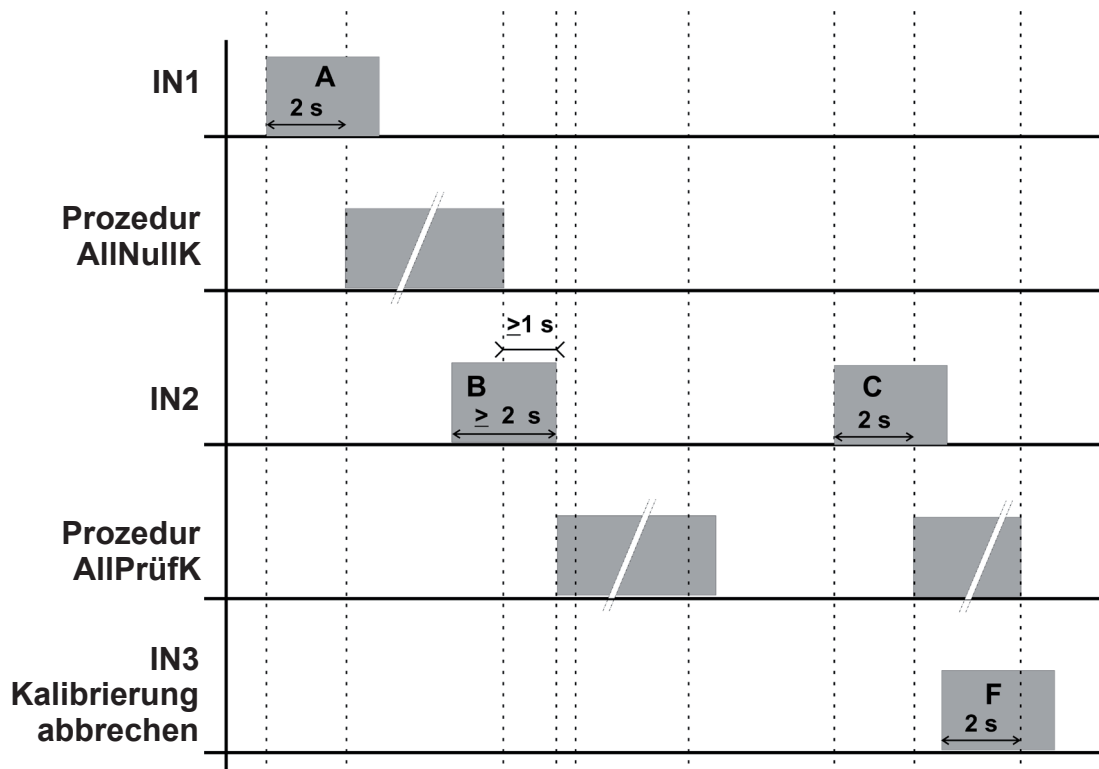 IN1
A
2 s
Prozedur
AllNullK
≥1 s
IN2
B
≥ 2 s
C
2 s
Prozedur
AllPrüfK
IN3
Kalibrierung
abbrechen
F
2 s